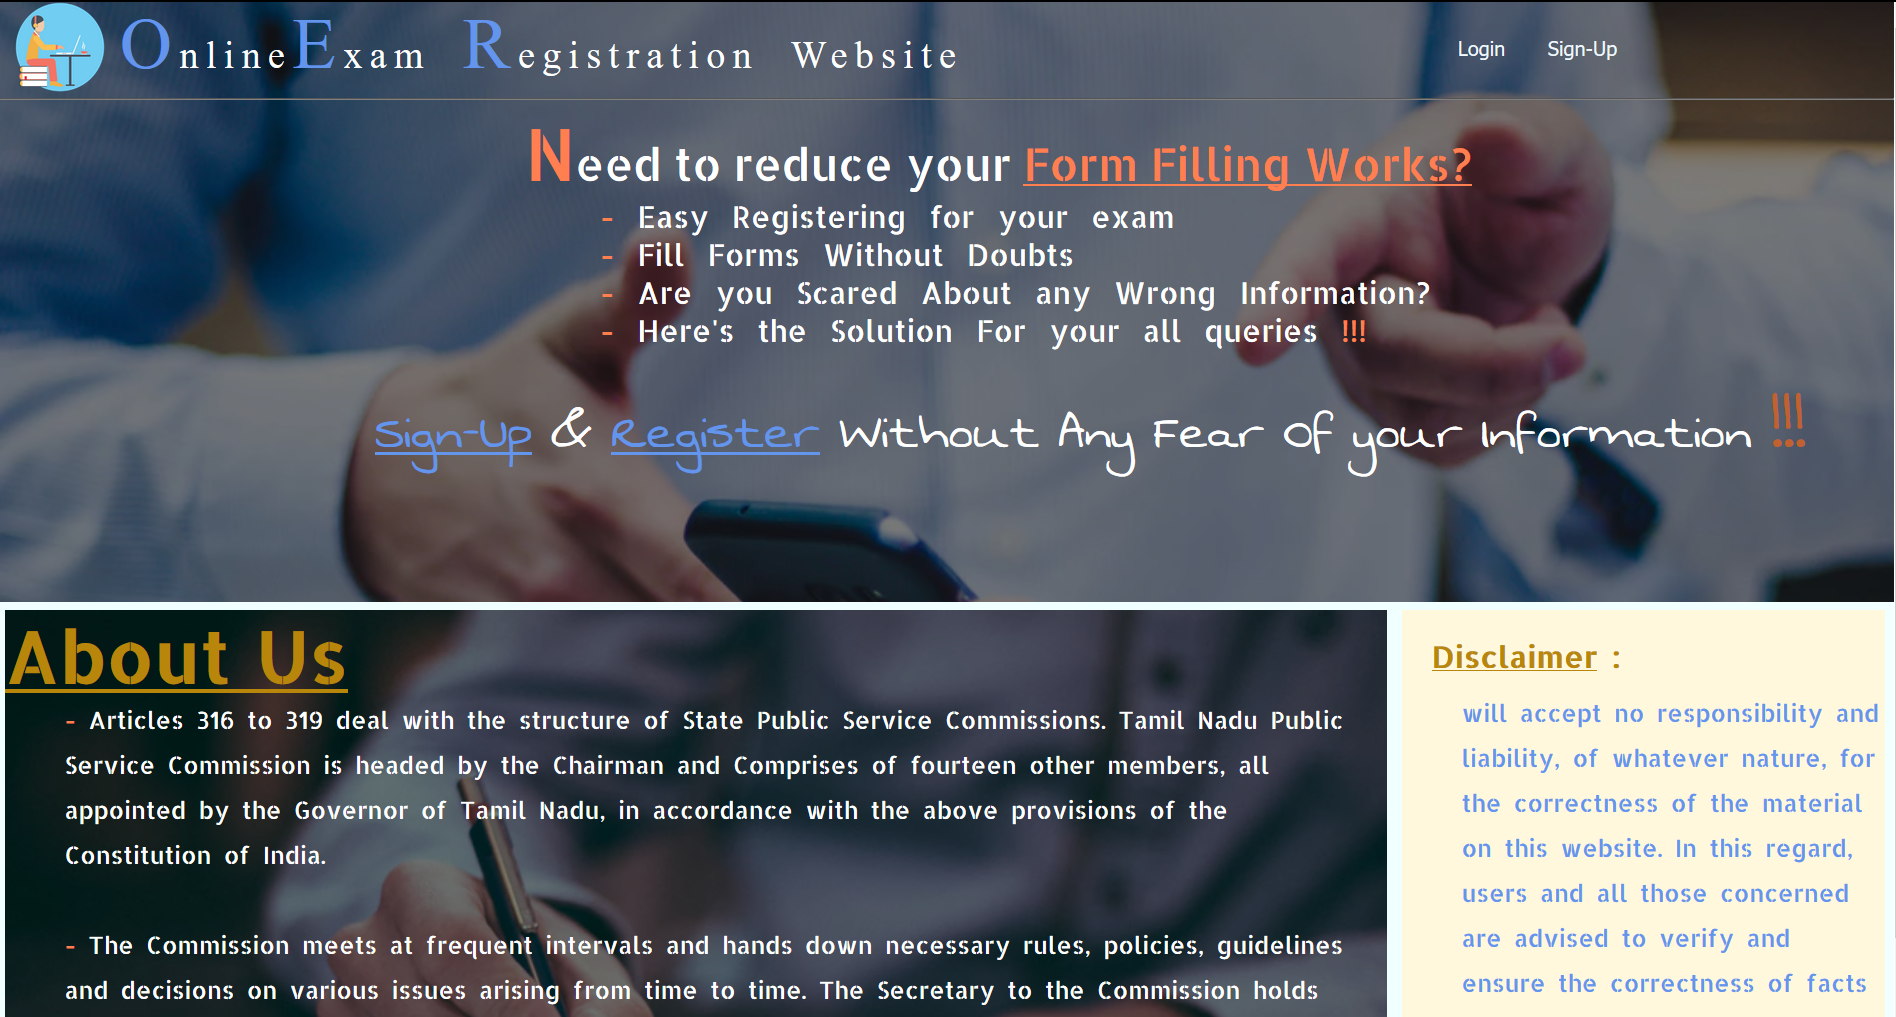 Online Exam Registration Website
Login Sign-Up
Need to reduce your Form Filling Works?
- Easy Registering for your exam
- Fill Forms Without Doubts
- Are you Scared About any Wrong Information?
- Here's the Solution For your all queries !!!
Sign-Up & Register Without Any Fear Of your Information !!!
About Us
- Articles 316 to 319 deal with the structure of State Public Service Commissions. Tamil Nadu Public
Service Commission is headed by the Chairman and Comprises of fourteen other members, all
appointed by the Governor of Tamil Nadu, in accordance with the above provisions of the
Constitution of India.
- The Commission meets at frequent intervals and hands down necessary rules, policies, guidelines
and decisions on various issues arising from time to time. The Secretary to the Commission holds
Disclaimer :
will accept no responsibility and
liability, of whatever nature, for
the correctness of the material
on this website. In this regard,
users and all those concerned
are advised to verify and
ensure the correctness of facts